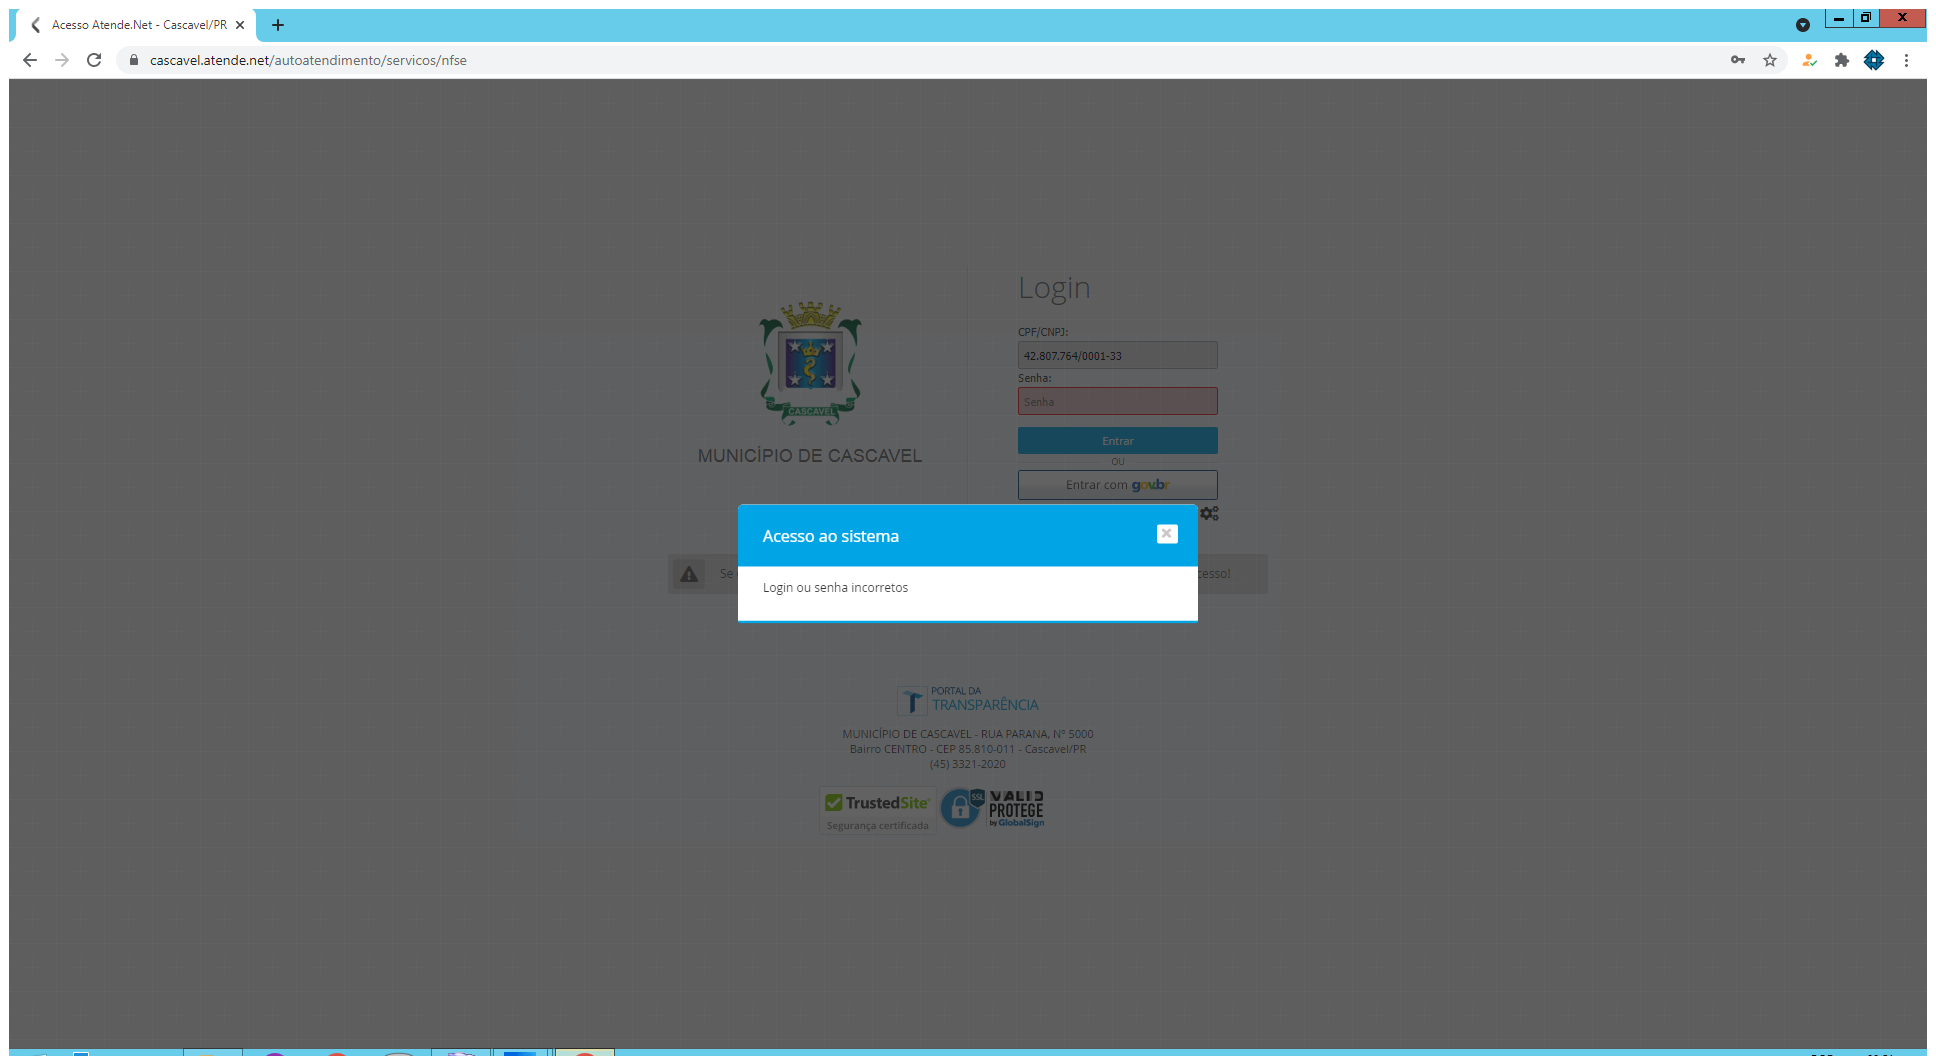 Acesso Atende.Net - Cascavel/PR
cascavel.atende.net/autoatendimento/servicos/nfse
Login
CPF/CNPJ:
42.807.764/0001-33
Senha:
Senha
Entrar
OU
Entrar com gov.br
CASCAVEL
MUNICÍPIO DE CASCAVEL
Acesso ao sistema
Se
Login ou senha incorretos
PORTAL DA
TRANSPARÊNCIA
MUNICÍPIO DE CASCAVEL - RUA PARANA, Nº 5000
Bairro CENTRO - CEP 85.810-011 - Cascavel/PR
(45) 3321-2020
TrustedSite
Segurança certificada
SSL
VALID
PROTEGE
by GlobalSign